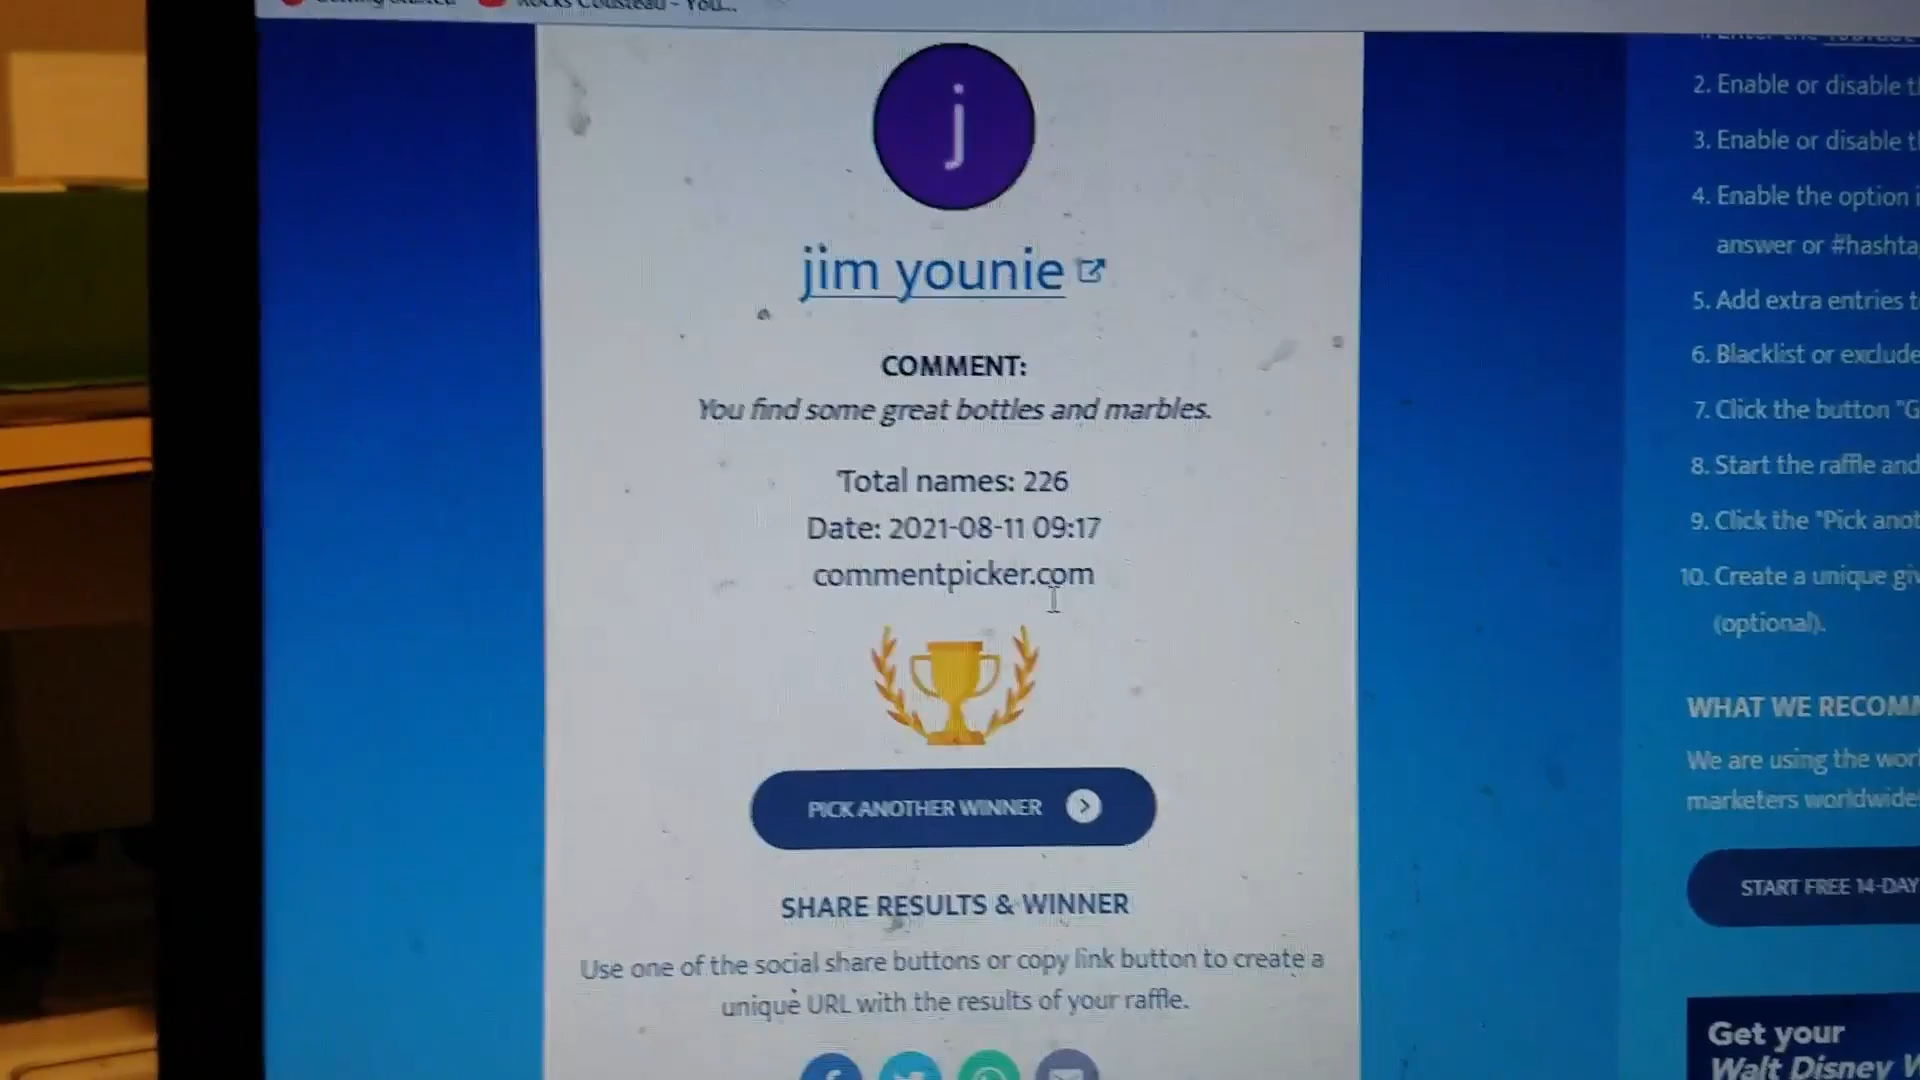 Getting Started
Rocks Cousteau - You...
j
jim younie
COMMENT:
You find some great bottles and marbles.
Total names: 226
Date: 2021-08-11 09:17
commentpicker.com
PICK ANOTHER WINNER
SHARE RESULTS & WINNER
Use one of the social share buttons or copy link button to create a
unique URL with the results of your raffle.
2. Enable or disable
3. Enable or disable
4. Enable the option
answer or
5. Add extra entries
6. Blacklist or exclude
7. Click the button "G
8. Start the raffle and
9. Click the "Pick
10. Create a unique
(optional).
WHAT WE
We are using the
marketers worldwide
START FREE 14-DAY
Get your
Walt Disney W